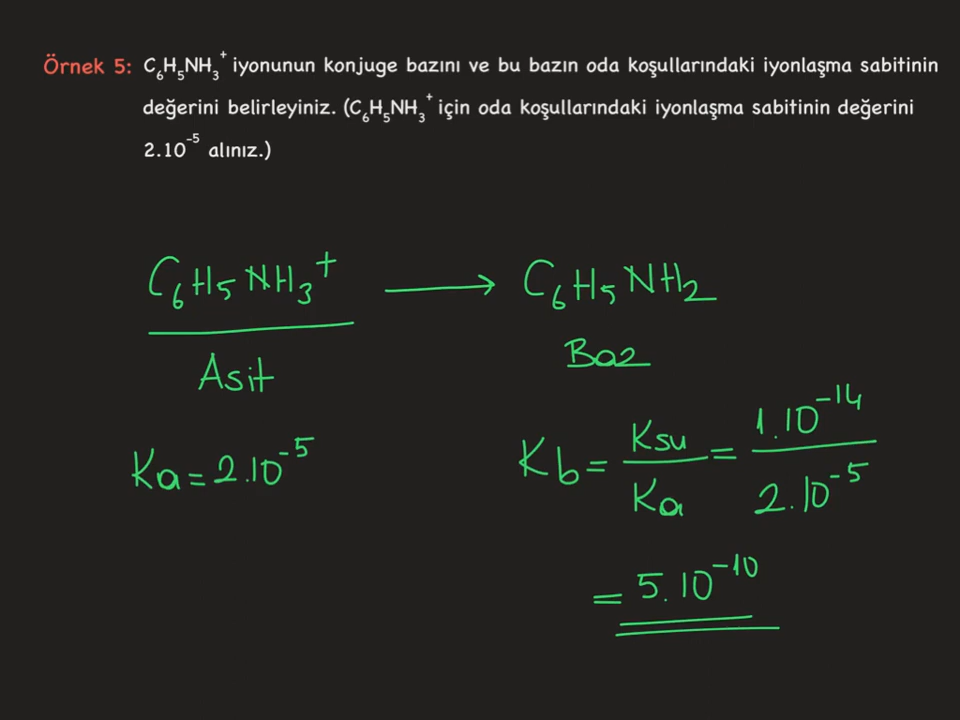 Örnek 5: C₆H₅NH₃⁺ iyonunun konjuge bazını ve bu bazın oda koşullarındaki iyonlaşma sabitinin
değerini belirleyiniz. (C₆H₅NH₃⁺ için oda koşullarındaki iyonlaşma sabitinin değerini
2.10⁻⁵ alınız.)
C₆H₅NH₃⁺ → C₆H₅NH₂
Asit
Baz
Ka = 2.10⁻⁵
Kb = Ksu / Ka = 1.10⁻¹⁴ / 2.10⁻⁵
= 5.10⁻¹⁰